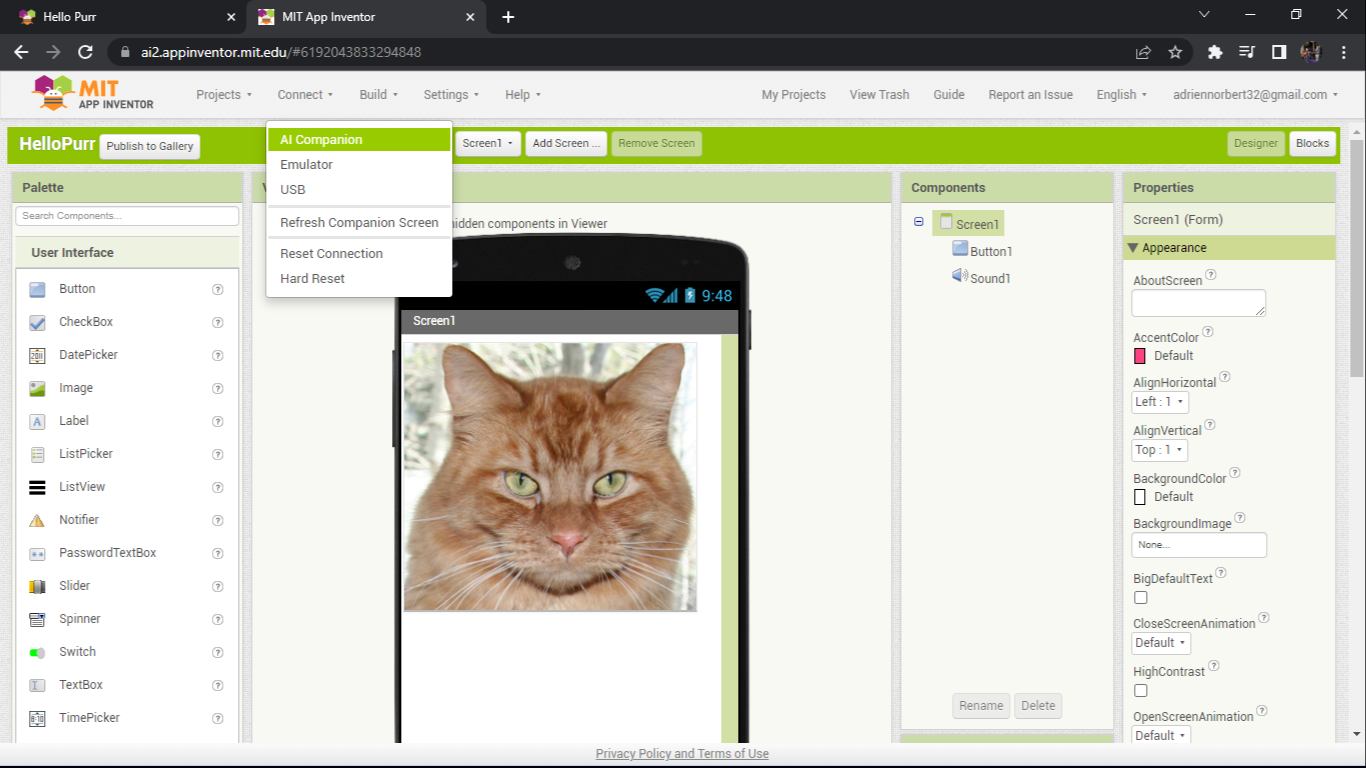 Hello Purr
MIT App Inventor
ai2.appinventor.mit.edu/#6192043833294848
MIT
APP INVENTOR
Projects
Connect
Build
Settings
Help
My Projects
View Trash
Guide
Report an Issue
English
adriennorbert32@gmail.com
HelloPurr
Publish to Gallery
Screen1
Add Screen ...
Remove Screen
Designer
Blocks
AI Companion
Emulator
USB
Refresh Companion Screen
Reset Connection
Hard Reset
Palette
Search Components...
User Interface
Button
CheckBox
DatePicker
Image
Label
ListPicker
ListView
Notifier
PasswordTextBox
Slider
Spinner
Switch
TextBox
TimePicker
V
hidden components in Viewer
9:48
Screen1
Components
Screen1
Button1
Sound1
Rename
Delete
Properties
Screen1 (Form)
Appearance
AboutScreen
AccentColor
Default
AlignHorizontal
Left : 1
AlignVertical
Top : 1
BackgroundColor
Default
BackgroundImage
None...
BigDefaultText
CloseScreenAnimation
Default
HighContrast
OpenScreenAnimation
Default
Privacy Policy and Terms of Use